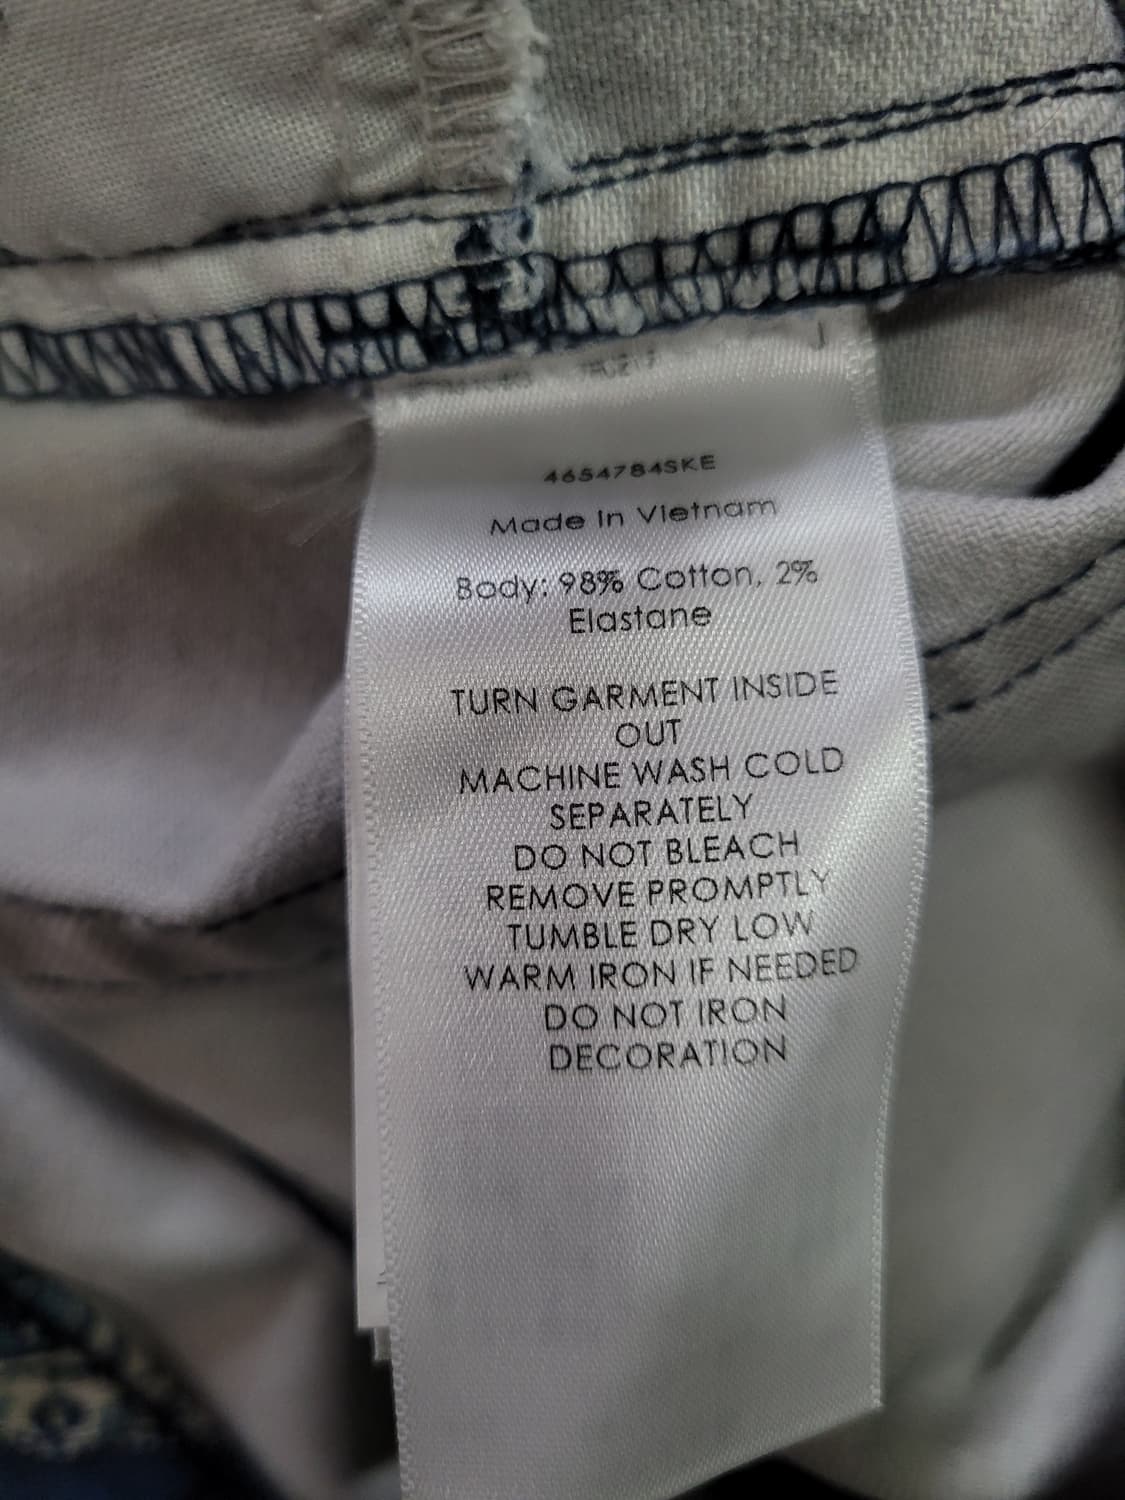 4654784SKE
Made In Vietnam
Body: 98% Cotton, 2%
Elastane
TURN GARMENT INSIDE
OUT
MACHINE WASH COLD
SEPARATELY
DO NOT BLEACH
REMOVE PROMPTLY
TUMBLE DRY LOW
WARM IRON IF NEEDED
DO NOT IRON
DECORATION